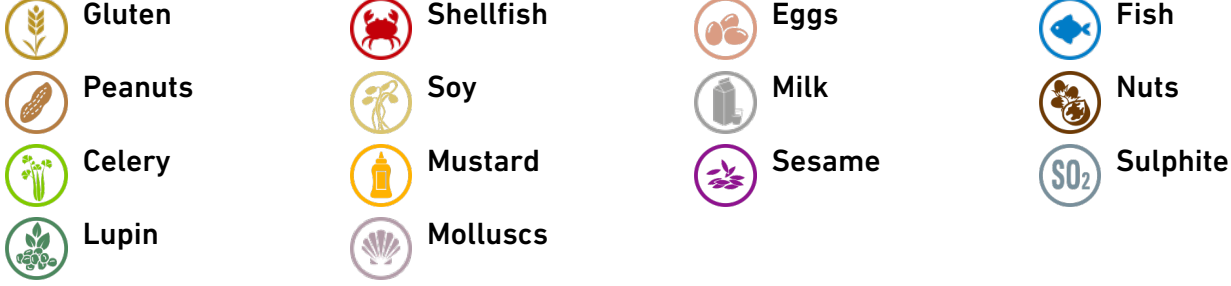 Gluten
Shellfish
Eggs
Fish
Peanuts
Soy
Milk
Nuts
Celery
Mustard
Sesame
SO2
Sulphite
Lupin
Molluscs